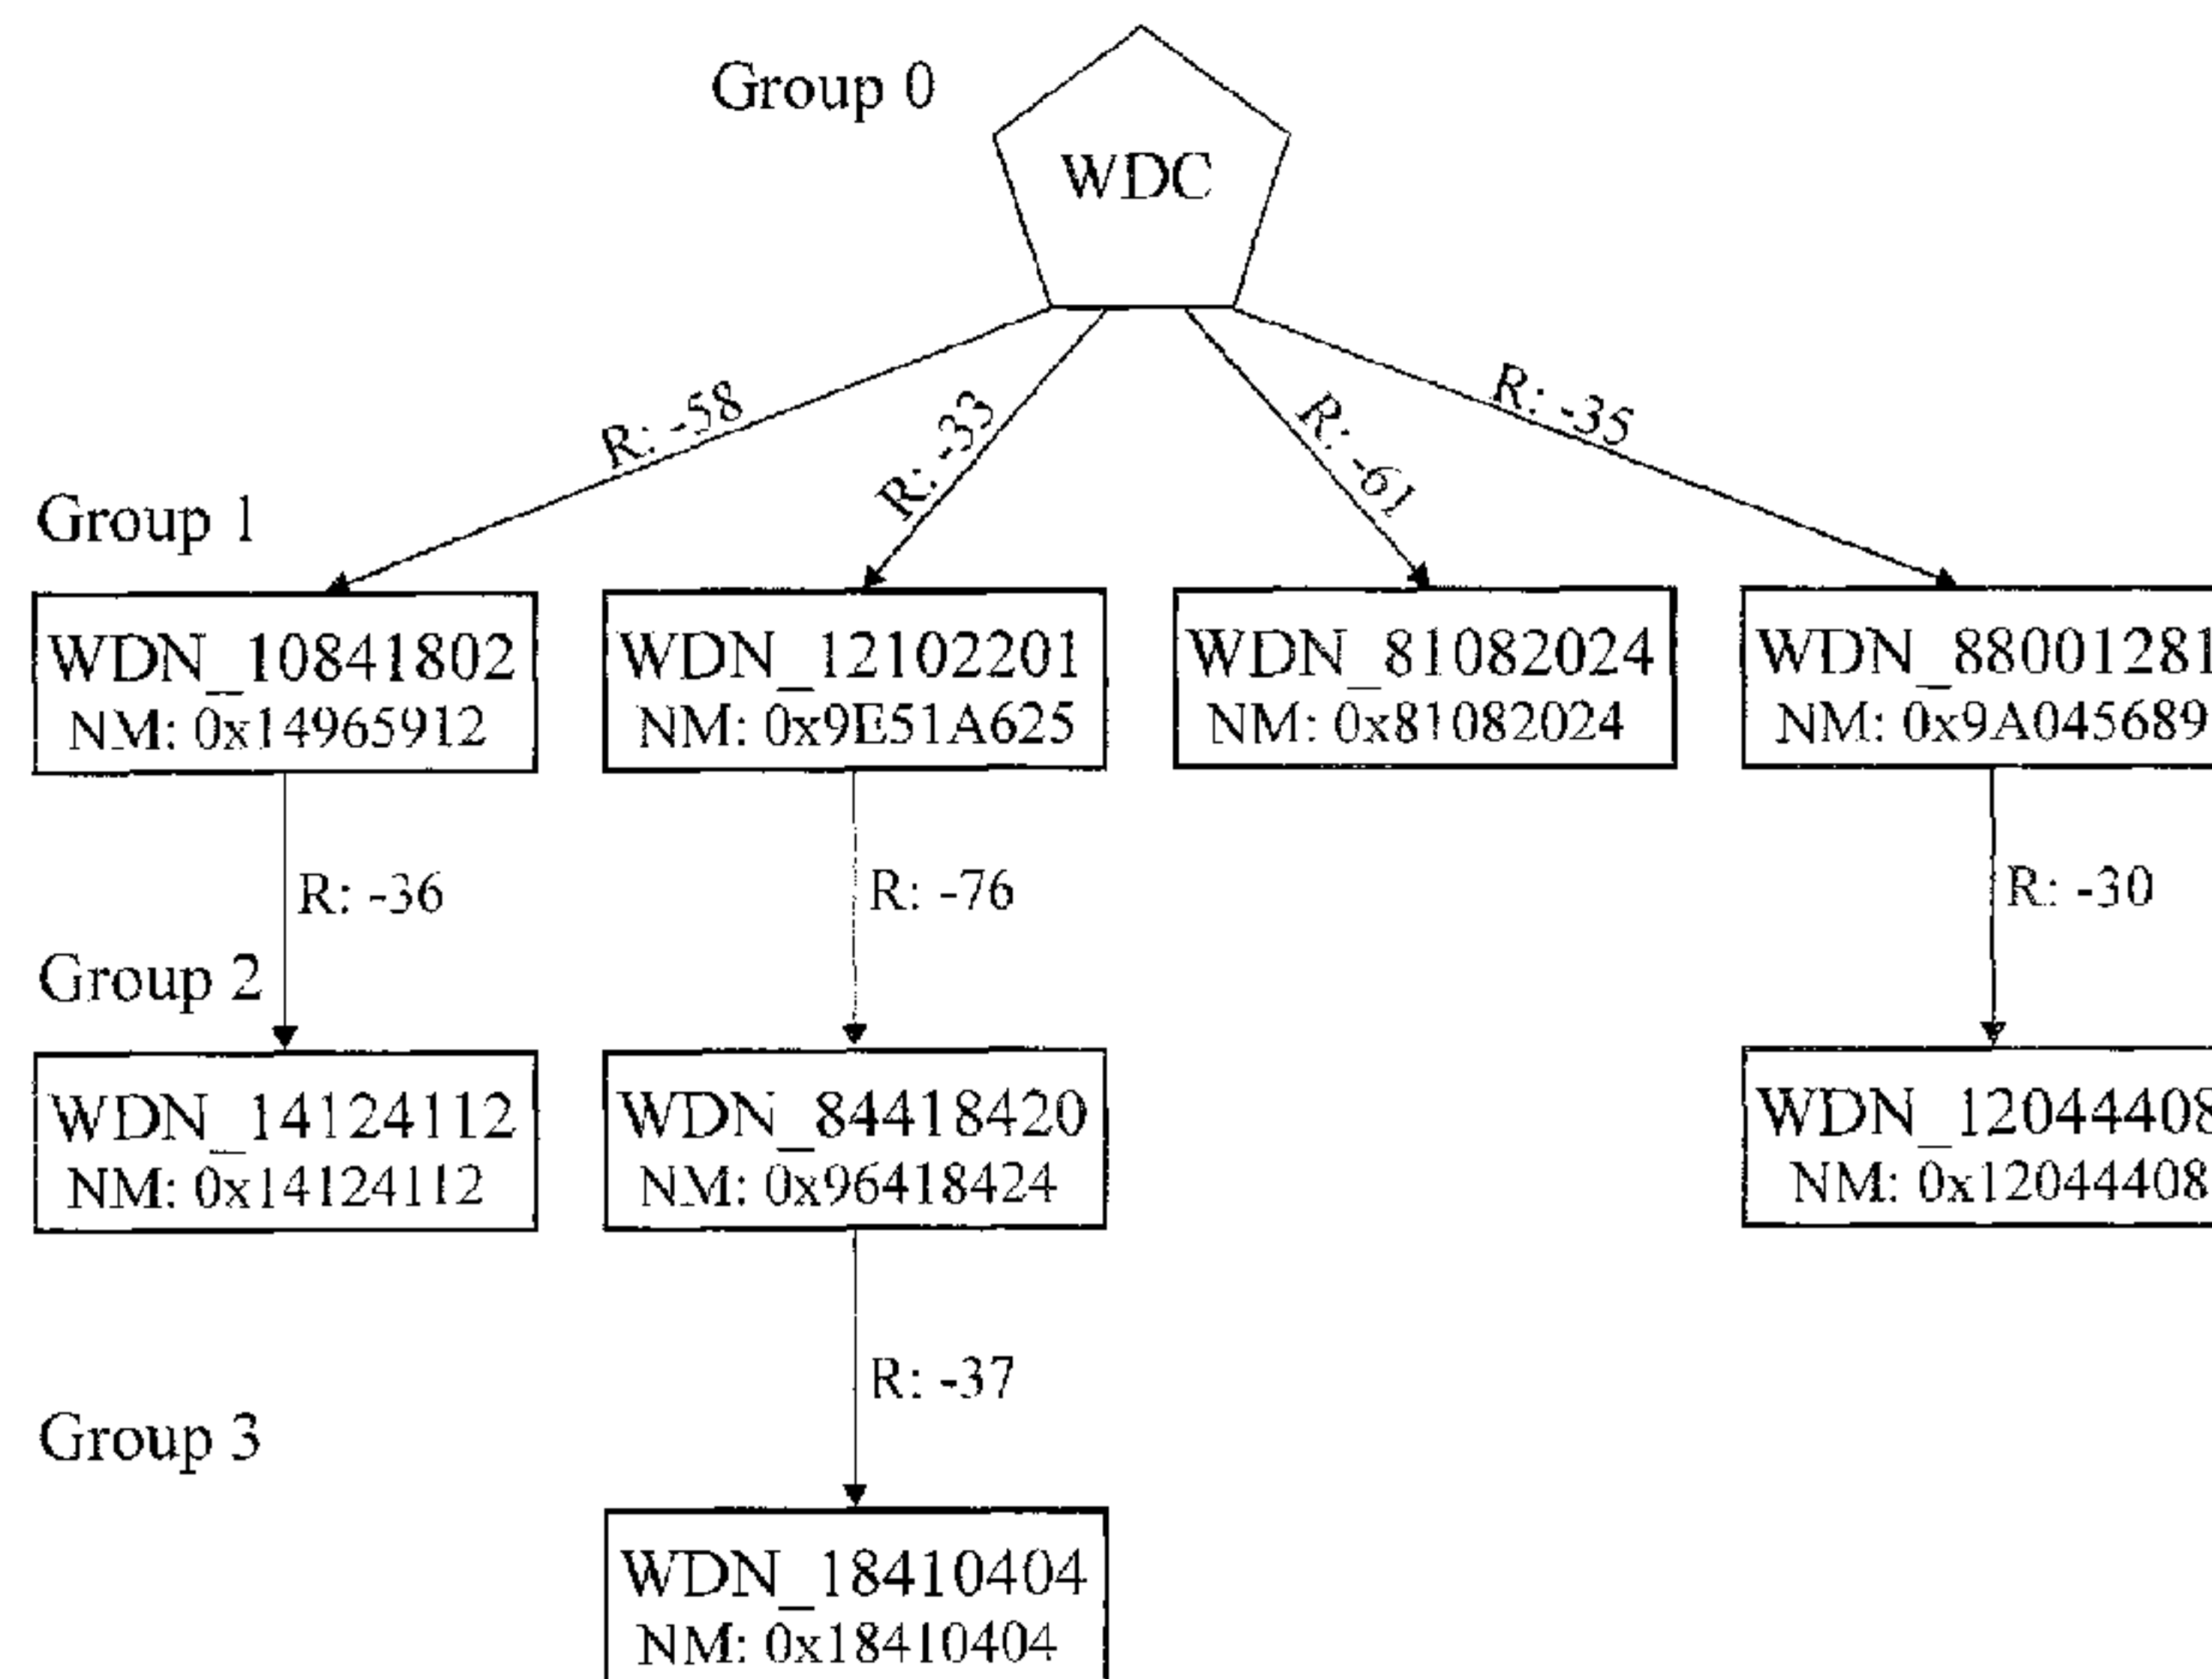 Group 0
WDC
R: -58
R: -33
R: -61
R: -35
Group 1
WDN_10841802
NM: 0x14965912
WDN_12102201
NM: 0x9E51A625
WDN_81082024
NM: 0x81082024
WDN_88001281
NM: 0x9A045689
R: -36
R: -76
R: -30
Group 2
WDN_14124112
NM: 0x14124112
WDN_84418420
NM: 0x96418424
WDN_12044408
NM: 0x12044408
R: -37
Group 3
WDN_18410404
NM: 0x18410404